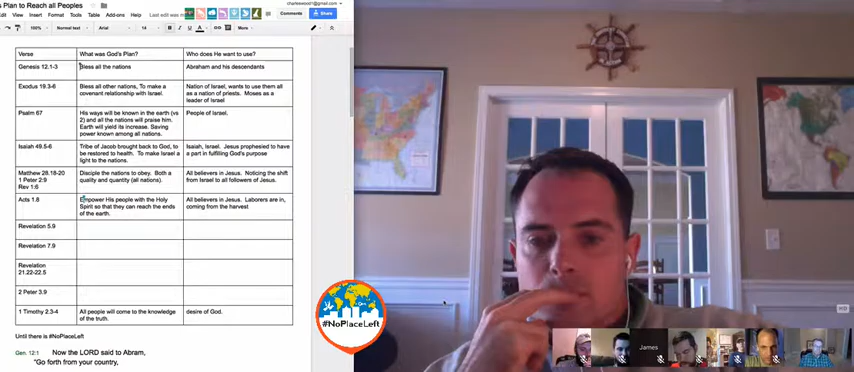 s Plan to Reach all Peoples
File
Edit
View
Insert
Format
Tools
Table
Add-ons
Help
Last edit was
charleswood1@gmail.com
Comments
Share
100%
Normal text
Arial
14
B
I
U
A
More
Verse
What was God's Plan?
Who does He want to use?
Genesis 12.1-3
Bless all the nations
Abraham and his descendants
Exodus 19.3-6
Bless all other nations, To make a
covenant relationship with Israel.
Nation of Israel, wants to use them all
as a nation of priests. Moses as a
leader of Israel
Psalm 67
His ways will be known in the earth (vs
2) and all the nations will praise him.
Earth will yield its increase. Saving
power known among all nations.
People of Israel.
Isaiah 49.5-6
Tribe of Jacob brought back to God, to
be restored to health. To make Israel a
light to the nations.
Isaiah, Israel. Jesus prophesied to have
a part in fulfilling God's purpose
Matthew 28.18-20
1 Peter 2:9
Rev 1:6
Disciple the nations to obey. Both a
quality and quantity (all nations).
All believers in Jesus. Noticing the shift
from Israel to all followers of Jesus.
Acts 1.8
Empower His people with the Holy
Spirit so that they can reach the ends
of the earth.
All believers in Jesus. Laborers are in,
coming from the harvest
Revelation 5.9
Revelation 7.9
Revelation
21.22-22.5
2 Peter 3.9
1 Timothy 2.3-4
All people will come to the knowledge
of the truth.
desire of God.
Until there is #NoPlaceLeft
Gen. 12:1 Now the LORD said to Abram,
"Go forth from your country,
#NoPlaceLeft
James
HD